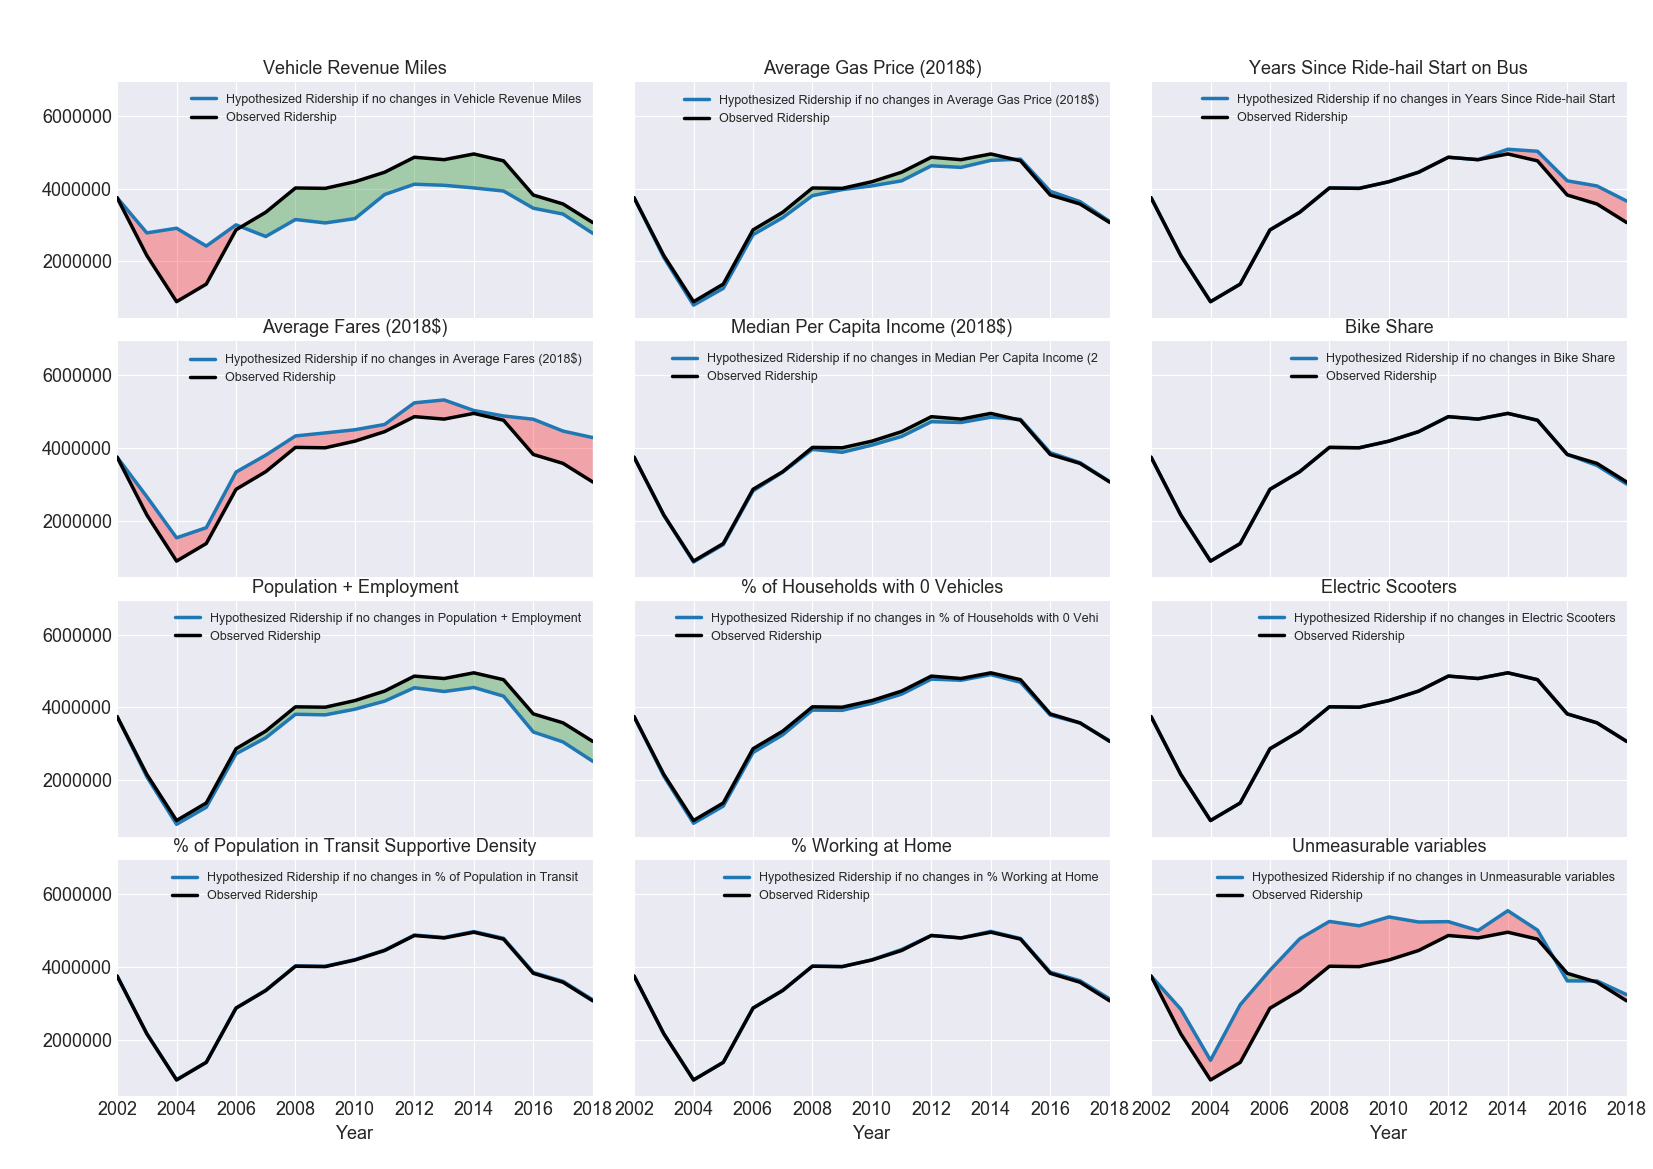 Vehicle Revenue Miles
Hypothesized Ridership if no changes in Vehicle Revenue Miles
Observed Ridership
6000000
4000000
2000000
Average Gas Price (2018$)
Hypothesized Ridership if no changes in Average Gas Price (2018$)
Observed Ridership
Years Since Ride-hail Start on Bus
Hypothesized Ridership if no changes in Years Since Ride-hail Start
Observed Ridership
Average Fares (2018$)
Hypothesized Ridership if no changes in Average Fares (2018$)
Observed Ridership
6000000
4000000
2000000
Median Per Capita Income (2018$)
Hypothesized Ridership if no changes in Median Per Capita Income (2
Observed Ridership
Bike Share
Hypothesized Ridership if no changes in Bike Share
Observed Ridership
Population + Employment
Hypothesized Ridership if no changes in Population + Employment
Observed Ridership
6000000
4000000
2000000
% of Households with 0 Vehicles
Hypothesized Ridership if no changes in % of Households with 0 Vehi
Observed Ridership
Electric Scooters
Hypothesized Ridership if no changes in Electric Scooters
Observed Ridership
% of Population in Transit Supportive Density
Hypothesized Ridership if no changes in % of Population in Transit
Observed Ridership
6000000
4000000
2000000
2002 2004 2006 2008 2010 2012 2014 2016 2018
Year
% Working at Home
Hypothesized Ridership if no changes in % Working at Home
Observed Ridership
2002 2004 2006 2008 2010 2012 2014 2016 2018
Year
Unmeasurable variables
Hypothesized Ridership if no changes in Unmeasurable variables
Observed Ridership
2002 2004 2006 2008 2010 2012 2014 2016 2018
Year